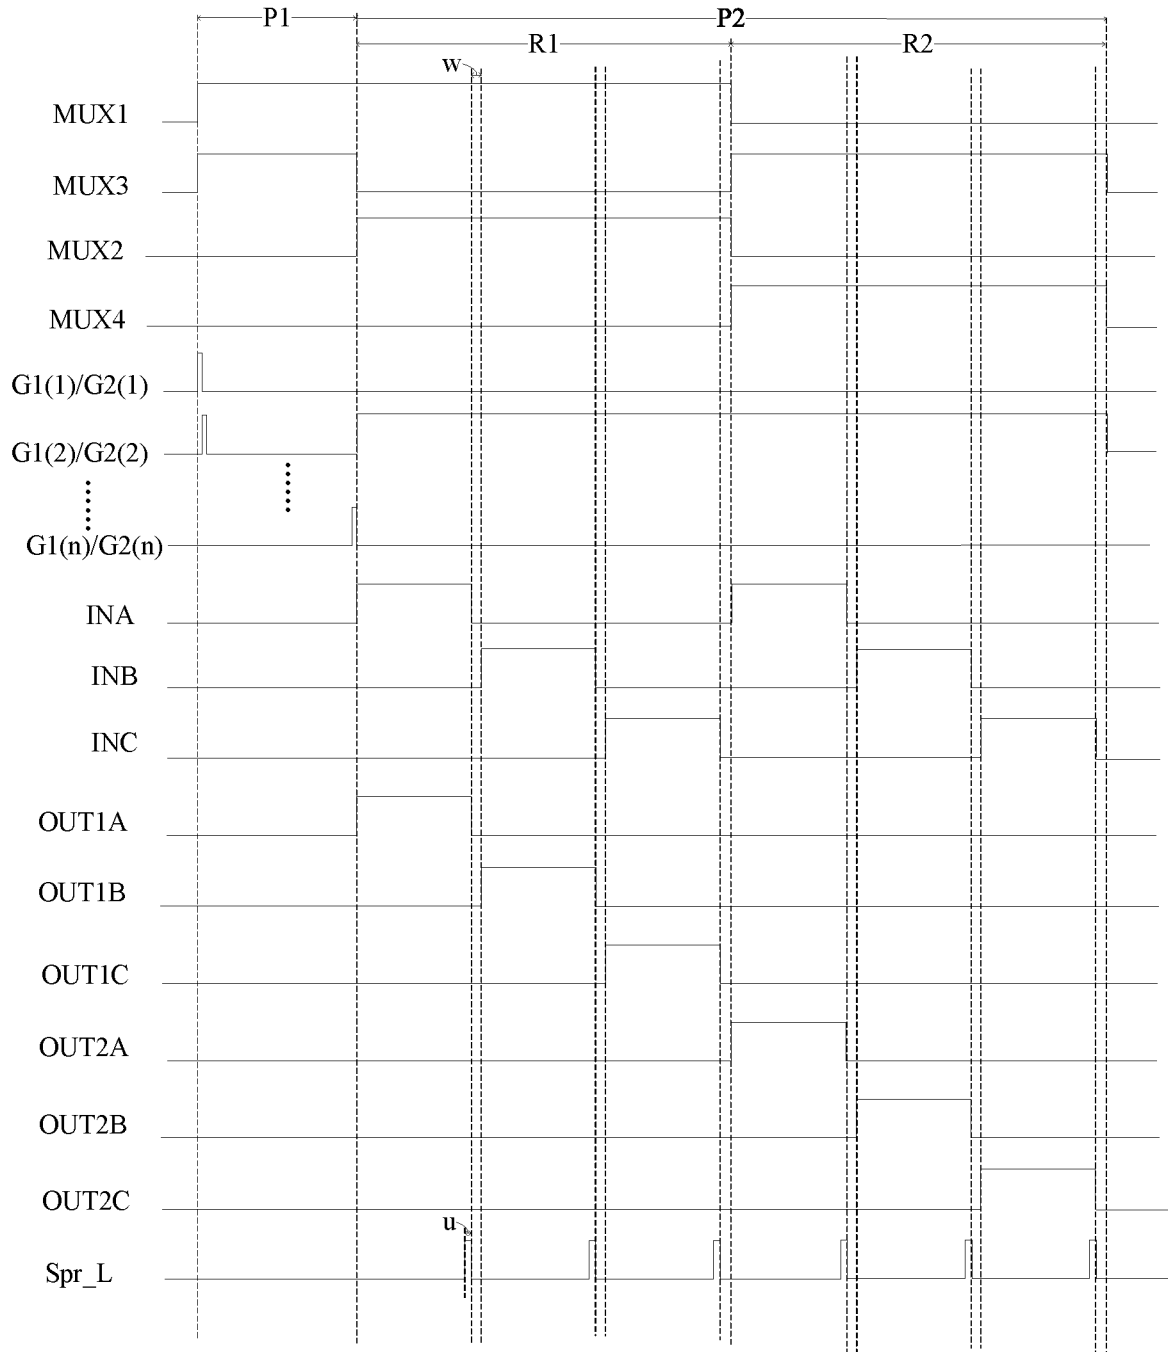 P1
P2
R1
R2
w
MUX1
MUX3
MUX2
MUX4
G1(1)/G2(1)
G1(2)/G2(2)
G1(n)/G2(n)
INA
INB
INC
OUT1A
OUT1B
OUT1C
OUT2A
OUT2B
OUT2C
u
Spr_L